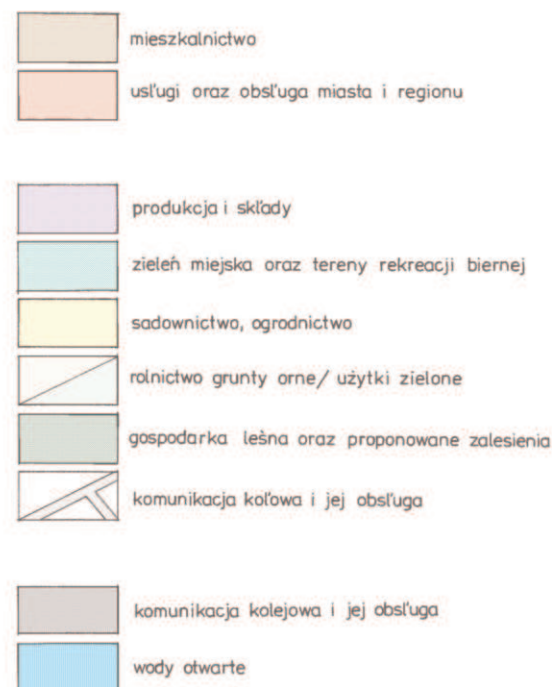 mieszkalnictwo
usługi oraz obsługa miasta i regionu
produkcja i składy
zieleń miejska oraz tereny rekreacji biernej
sadownictwo, ogrodnictwo
rolnictwo grunty orne/ użytki zielone
gospodarka leśna oraz proponowane zalesienia
komunikacja kołowa i jej obsługa
komunikacja kolejowa i jej obsługa
wody otwarte